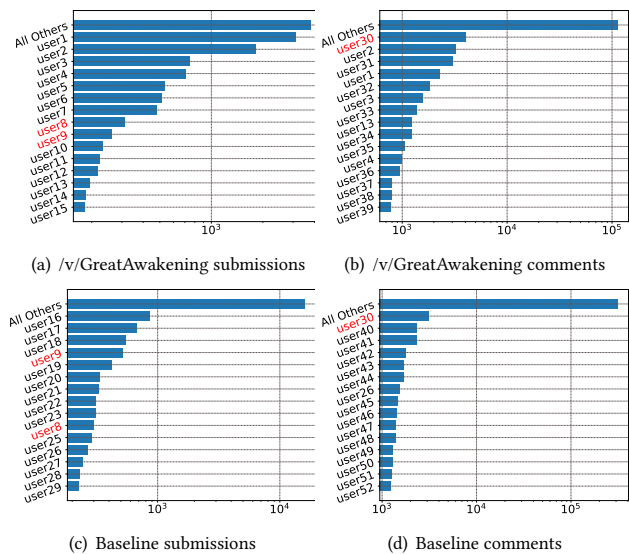 All Others
user1
user2
user3
user4
user5
user6
user7
user8
user9
user10
user11
user12
user13
user14
user15
10³
(a) /v/GreatAwakening submissions
All Others
user30
user2
user31
user1
user32
user3
user33
user13
user34
user35
user4
user36
user37
user38
user39
10³ 10⁴ 10⁵
(b) /v/GreatAwakening comments
All Others
user16
user17
user18
user9
user19
user20
user21
user22
user23
user8
user25
user26
user27
user28
user29
10³ 10⁴
(c) Baseline submissions
All Others
user30
user40
user41
user42
user43
user44
user26
user45
user46
user47
user48
user49
user50
user51
user52
10³ 10⁴ 10⁵
(d) Baseline comments